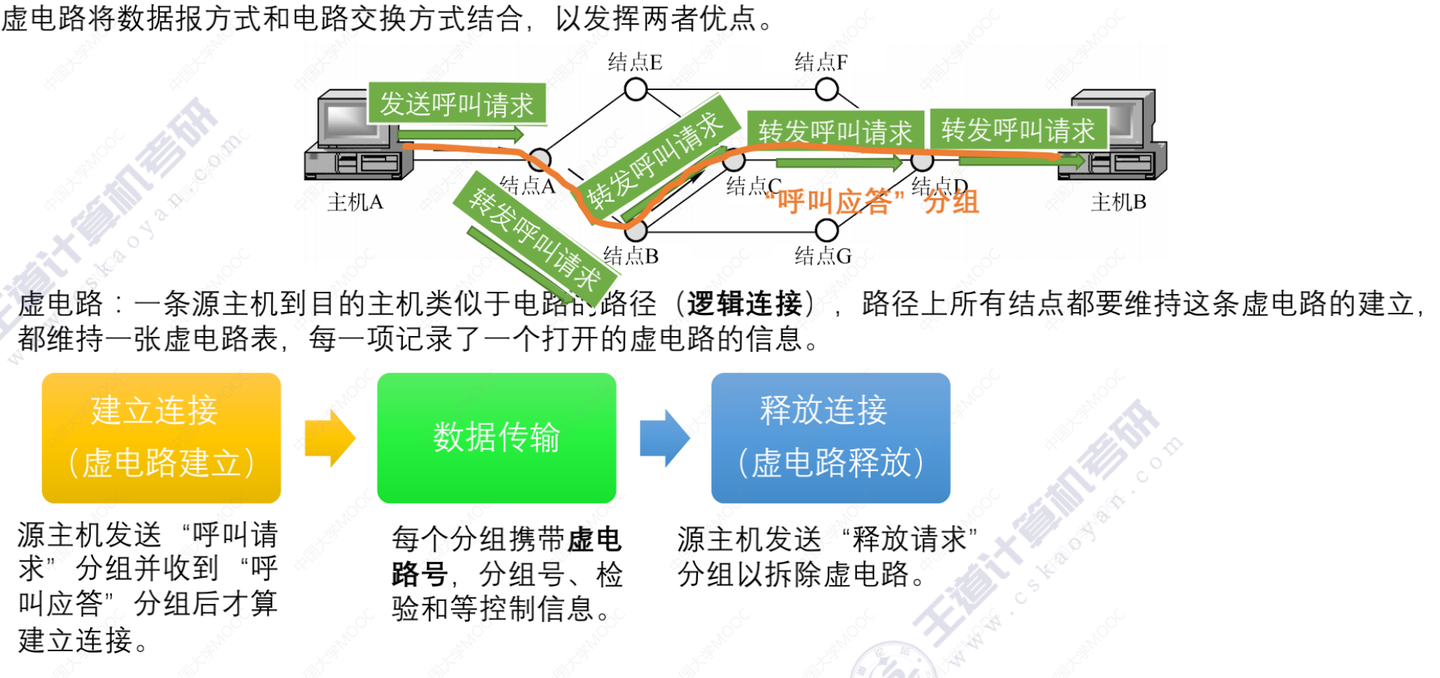 虚电路将数据报方式和电路交换方式结合，以发挥两者优点。
结点E
结点F
发送呼叫请求
转发呼叫请求
转发呼叫请求
转发呼叫请求
结点A
结点C
结点D
主机A
主机B
“呼叫应答”分组
转发呼叫请求
结点B
结点G
虚电路：一条源主机到目的主机类似于电路的路径（逻辑连接），路径上所有结点都要维持这条虚电路的建立，
都维持一张虚电路表，每一项记录了一个打开的虚电路的信息。
建立连接
（虚电路建立）
数据传输
释放连接
（虚电路释放）
源主机发送“呼叫请
求”分组并收到“呼
叫应答”分组后才算
建立连接。
每个分组携带虚电
路号，分组号、检
验和等控制信息。
源主机发送“释放请求”
分组以拆除虚电路。
王道计算机考研
www.cskaoyan.com
王道计算机考研
www.cskaoyan.com
中国大学MOOC